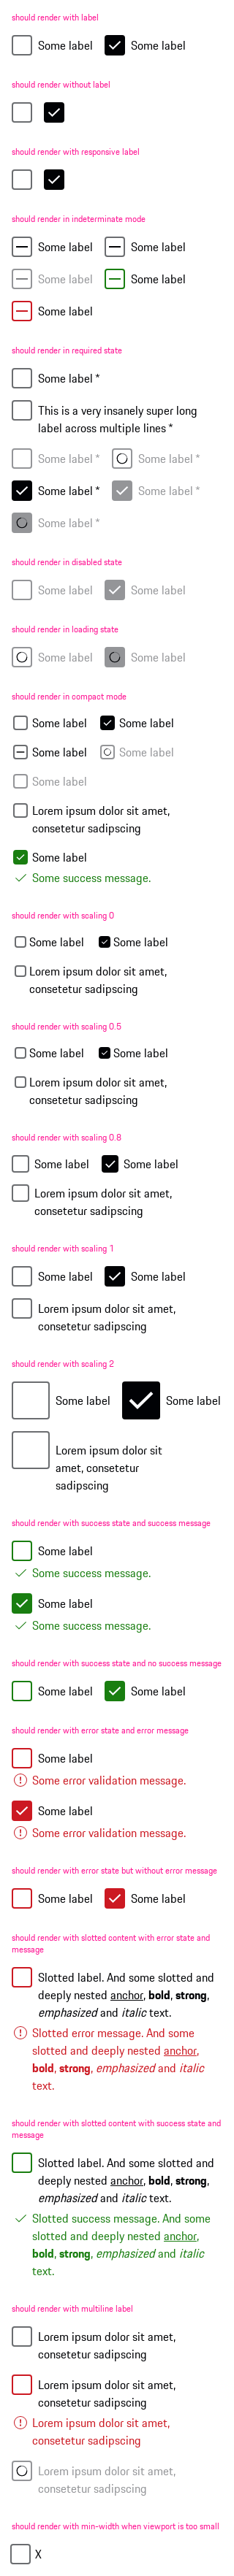 should render with label
Some label Some label
should render without label
should render with responsive label
should render in indeterminate mode
Some label Some label
Some label Some label
Some label
should render in required state
Some label *
This is a very insanely super long
label across multiple lines *
Some label * Some label *
Some label * Some label *
Some label *
should render in disabled state
Some label Some label
should render in loading state
Some label Some label
should render in compact mode
Some label Some label
Some label Some label
Some label
Lorem ipsum dolor sit amet,
consetetur sadipscing
Some label
Some success message.
should render with scaling 0
Some label Some label
Lorem ipsum dolor sit amet,
consetetur sadipscing
should render with scaling 0.5
Some label Some label
Lorem ipsum dolor sit amet,
consetetur sadipscing
should render with scaling 0.8
Some label Some label
Lorem ipsum dolor sit amet,
consetetur sadipscing
should render with scaling 1
Some label Some label
Lorem ipsum dolor sit amet,
consetetur sadipscing
should render with scaling 2
Some label Some label
Lorem ipsum dolor sit
amet, consetetur
sadipscing
should render with success state and success message
Some label
Some success message.
Some label
Some success message.
should render with success state and no success message
Some label Some label
should render with error state and error message
Some label
Some error validation message.
Some label
Some error validation message.
should render with error state but without error message
Some label Some label
should render with slotted content with error state and
message
Slotted label. And some slotted and
deeply nested anchor, bold, strong,
emphasized and italic text.
Slotted error message. And some
slotted and deeply nested anchor,
bold, strong, emphasized and italic
text.
should render with slotted content with success state and
message
Slotted label. And some slotted and
deeply nested anchor, bold, strong,
emphasized and italic text.
Slotted success message. And some
slotted and deeply nested anchor,
bold, strong, emphasized and italic
text.
should render with multiline label
Lorem ipsum dolor sit amet,
consetetur sadipscing
Lorem ipsum dolor sit amet,
consetetur sadipscing
Lorem ipsum dolor sit amet,
consetetur sadipscing
Lorem ipsum dolor sit amet,
consetetur sadipscing
should render with min-width when viewport is too small
X